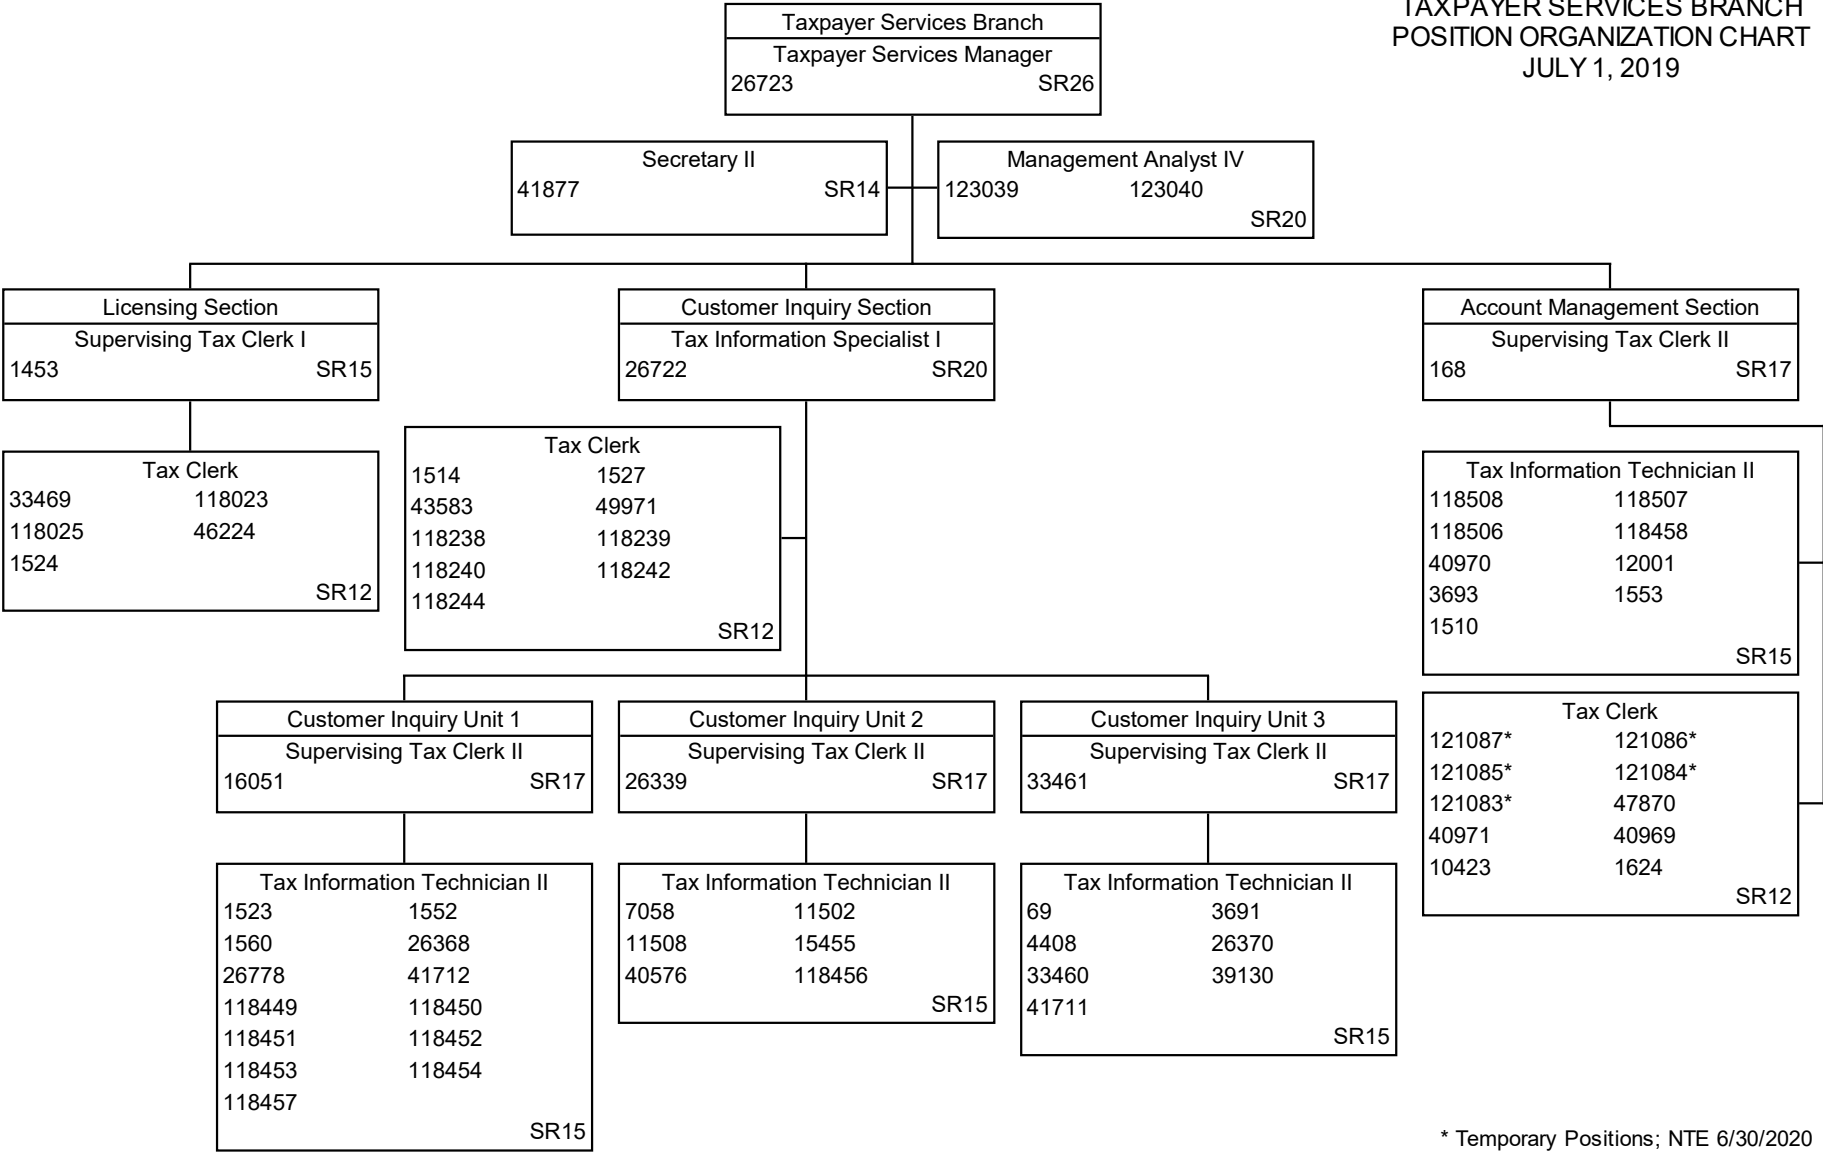 TAXPAYER SERVICES BRANCH
POSITION ORGANIZATION CHART
JULY 1, 2019
Taxpayer Services Branch
Taxpayer Services Manager
26723 SR26
Secretary II
41877 SR14
Management Analyst IV
123039 123040
SR20
Licensing Section
Supervising Tax Clerk I
1453 SR15
Tax Clerk
33469 118023
118025 46224
1524
SR12
Customer Inquiry Section
Tax Information Specialist I
26722 SR20
Tax Clerk
1514 1527
43583 49971
118238 118239
118240 118242
118244
SR12
Customer Inquiry Unit 1
Supervising Tax Clerk II
16051 SR17
Tax Information Technician II
1523 1552
1560 26368
26778 41712
118449 118450
118451 118452
118453 118454
118457
SR15
Customer Inquiry Unit 2
Supervising Tax Clerk II
26339 SR17
Tax Information Technician II
7058 11502
11508 15455
40576 118456
SR15
Customer Inquiry Unit 3
Supervising Tax Clerk II
33461 SR17
Tax Information Technician II
69 3691
4408 26370
33460 39130
41711
SR15
Account Management Section
Supervising Tax Clerk II
168 SR17
Tax Information Technician II
118508 118507
118506 118458
40970 12001
3693 1553
1510
SR15
Tax Clerk
121087* 121086*
121085* 121084*
121083* 47870
40971 40969
10423 1624
SR12
* Temporary Positions; NTE 6/30/2020